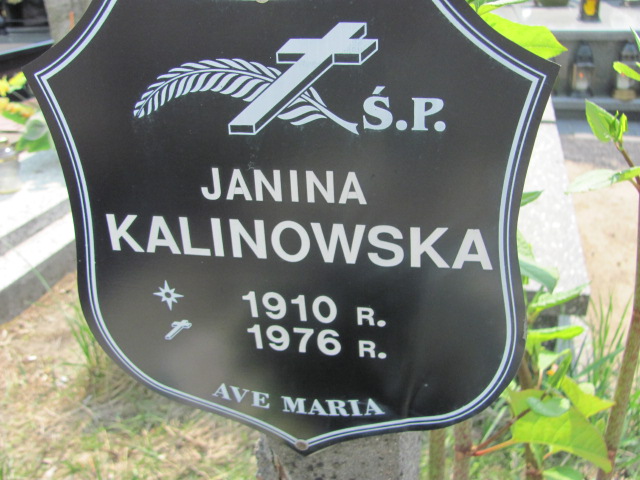 Ś.P.
JANINA
KALINOWSKA
1910 R.
1976 R.
AVE MARIA